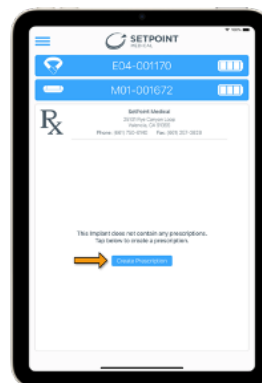 SETPOINT
MEDICAL
E04-001170
M01-001672
Rx
SetPoint Medical
Valencia, CA 91355
This implant does not contain any prescriptions.
Tap below to create a prescription.
Create Prescription